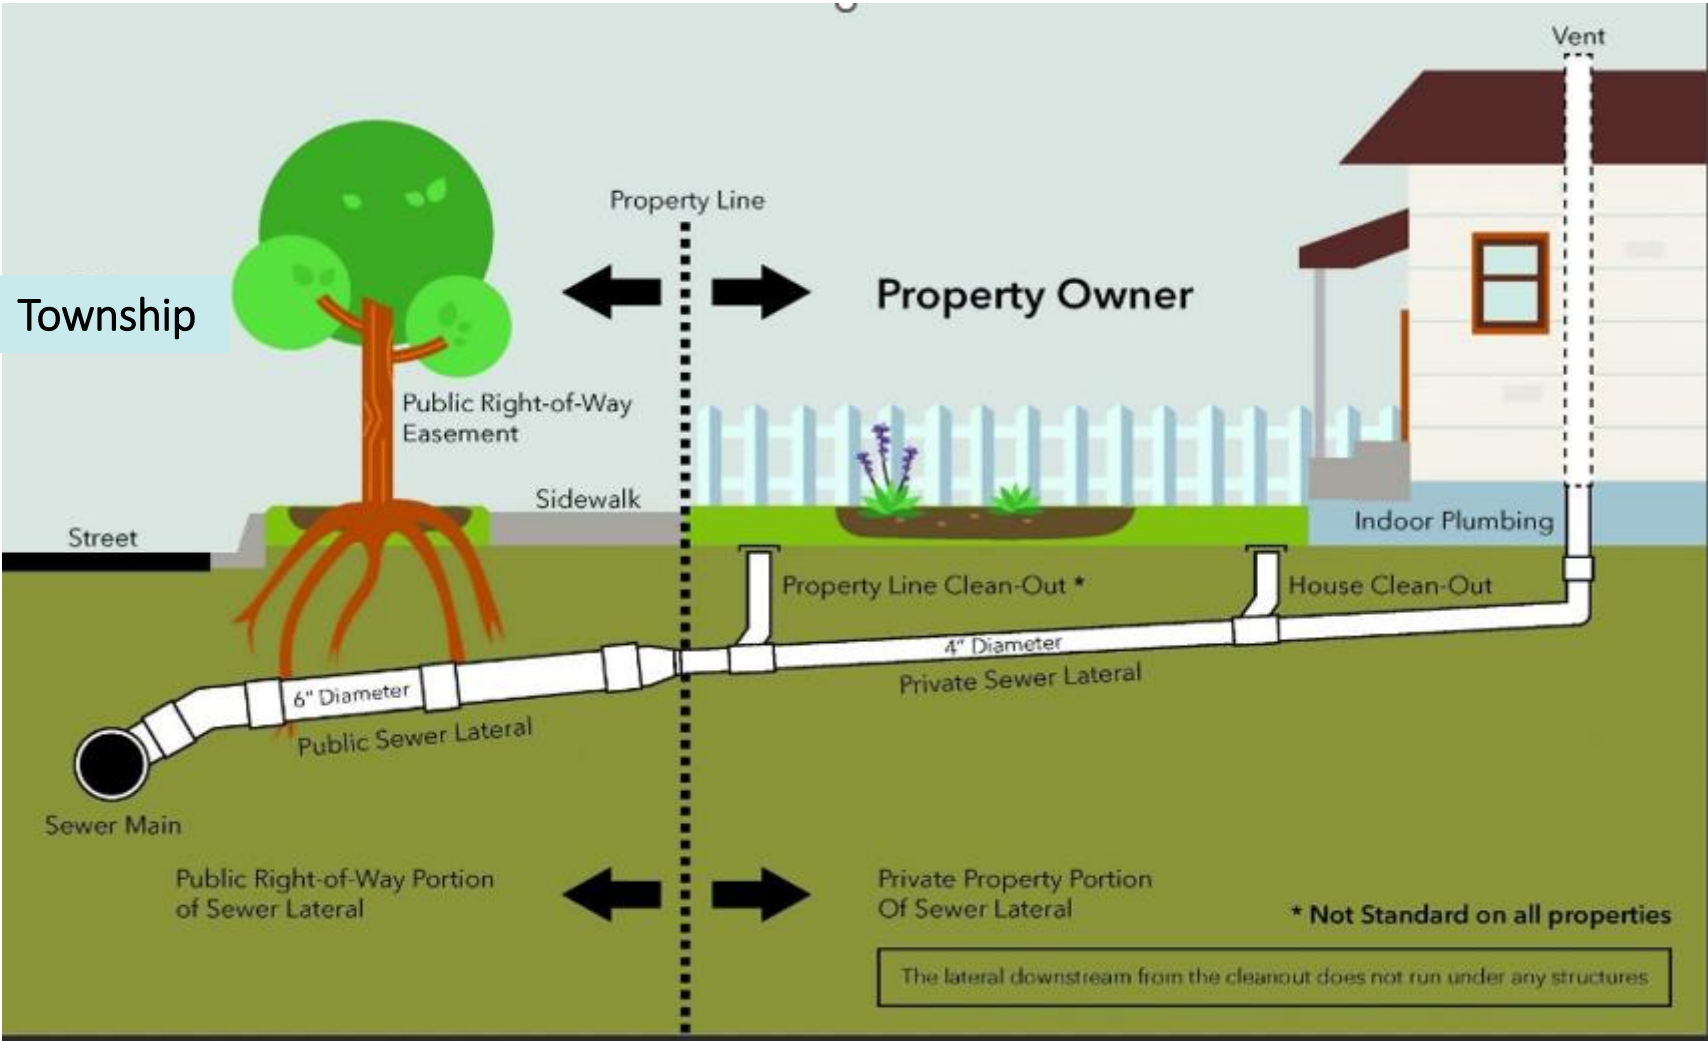 Vent
Property Line
Township
Property Owner
Public Right-of-Way
Easement
Sidewalk
Street
Indoor Plumbing
Property Line Clean-Out *
House Clean-Out
4" Diameter
Private Sewer Lateral
6" Diameter
Public Sewer Lateral
Sewer Main
Public Right-of-Way Portion
of Sewer Lateral
Private Property Portion
Of Sewer Lateral
* Not Standard on all properties
The lateral downstream from the cleanout does not run under any structures